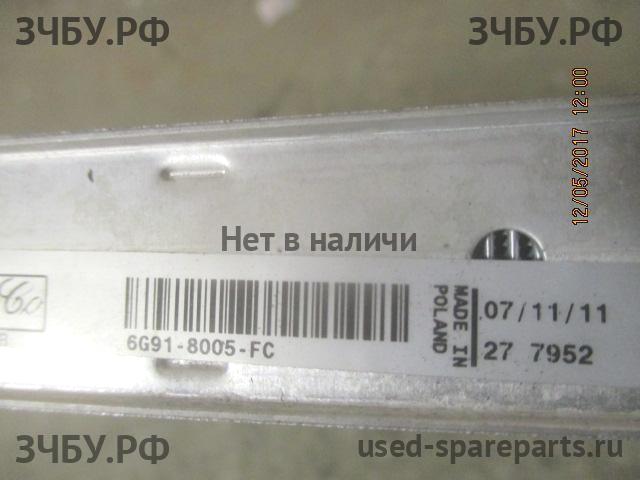 ЗЧБУ.РФ
ЗЧБУ.РФ
12/05/2017 12:00
Нет в наличи
Co
6G91-8005-FC
MADE IN
POLAND
07/11/11
27 7952
ЗЧБУ.РФ
used-spareparts.ru